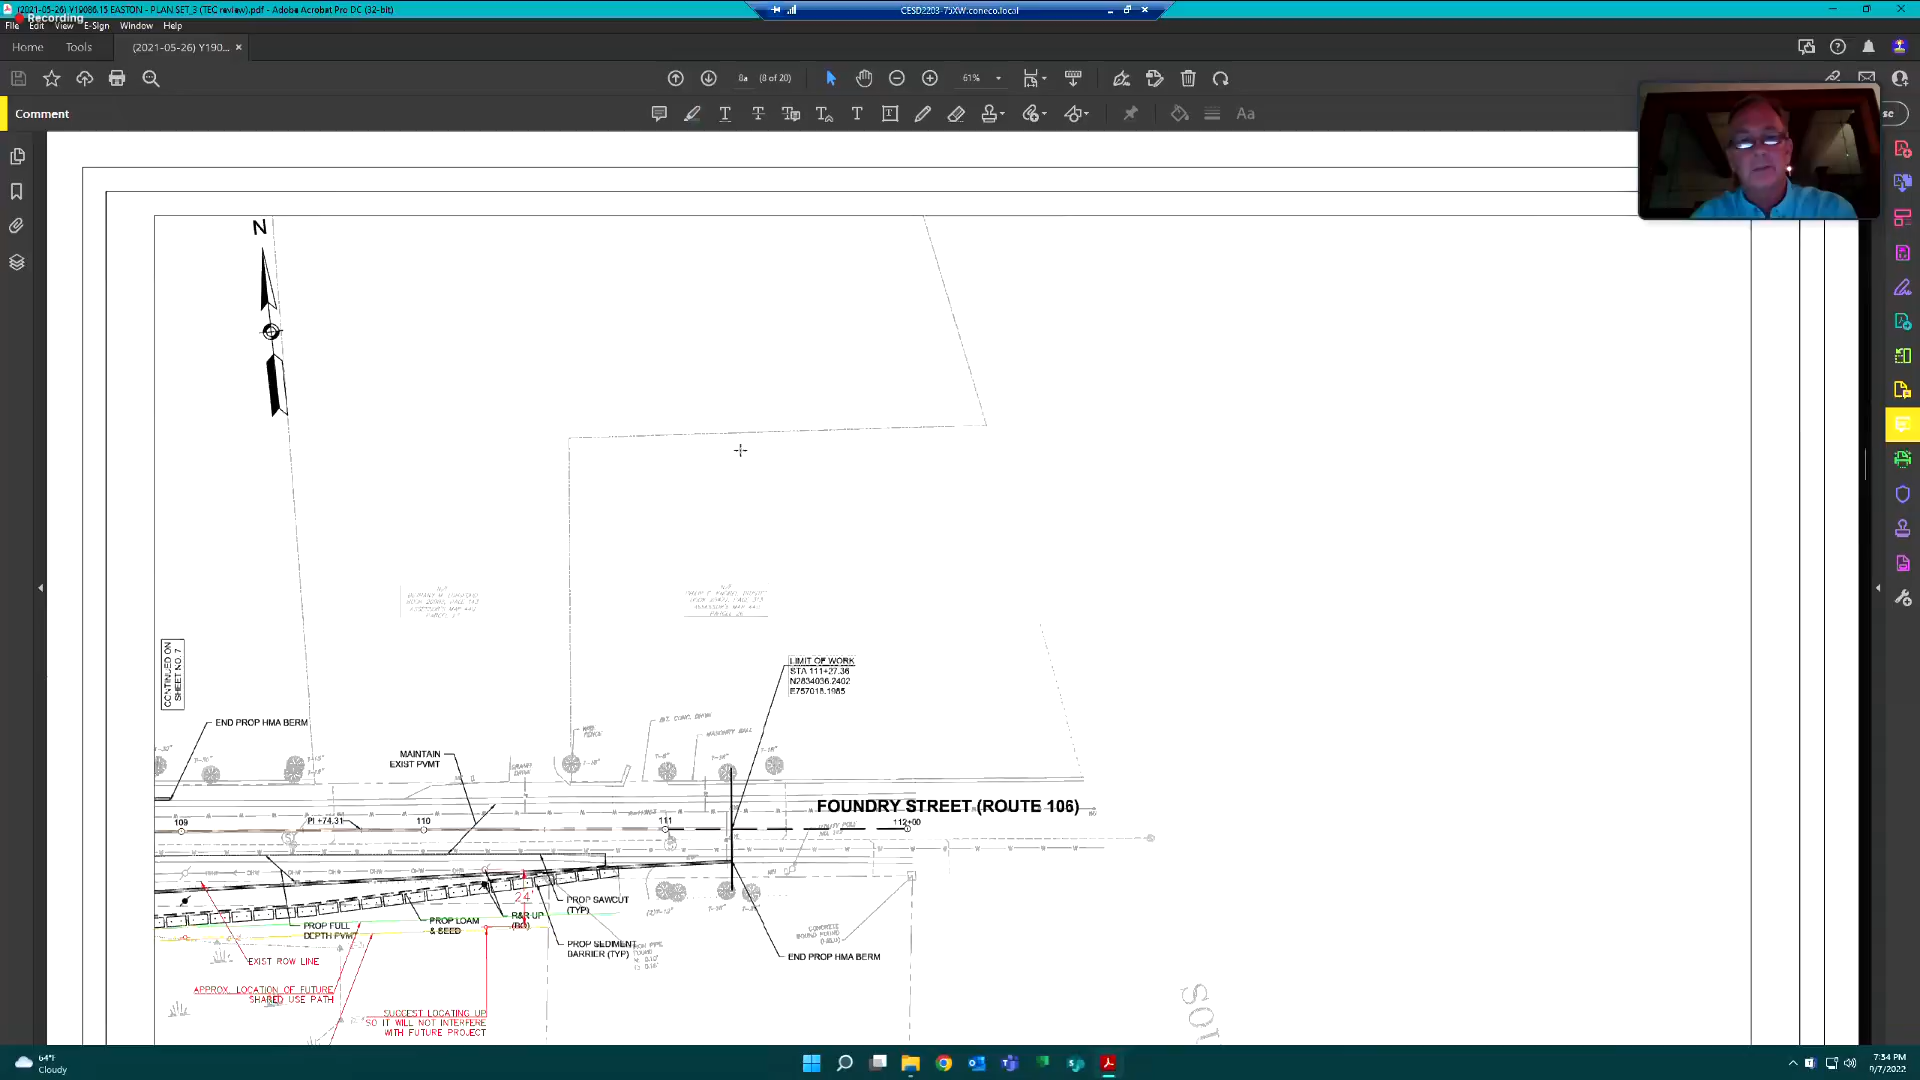 (2021-05-26) Y19086.15 EASTON - PLAN SET_3 (TEC review).pdf - Adobe Acrobat Pro DC (32-bit)
CESD2203-75XW.coneco.local
Recording
File Edit View E-Sign Window Help
Home Tools (2021-05-26) Y190... ×
8a (8 of 20) 61%
Comment
N
CONTINUED ON
SHEET NO. 7
LIMIT OF WORK
STA 111+27.36
N2834036.2402
E757018.1985
END PROP HMA BERM
MAINTAIN
EXIST PVMT
FOUNDRY STREET (ROUTE 106)
109
PI +74.31
110
111
112+00
24'
PROP SAWCUT
(TYP)
PROP LOAM
& SEED
R&R UP
(BO)
PROP FULL
DEPTH PVMT
PROP SEDIMENT
BARRIER (TYP)
END PROP HMA BERM
EXIST ROW LINE
APPROX. LOCATION OF FUTURE
SHARED USE PATH
SUGGEST LOCATING UP
SO IT WILL NOT INTERFERE
WITH FUTURE PROJECT
64°F
Cloudy
7:34 PM
9/7/2022